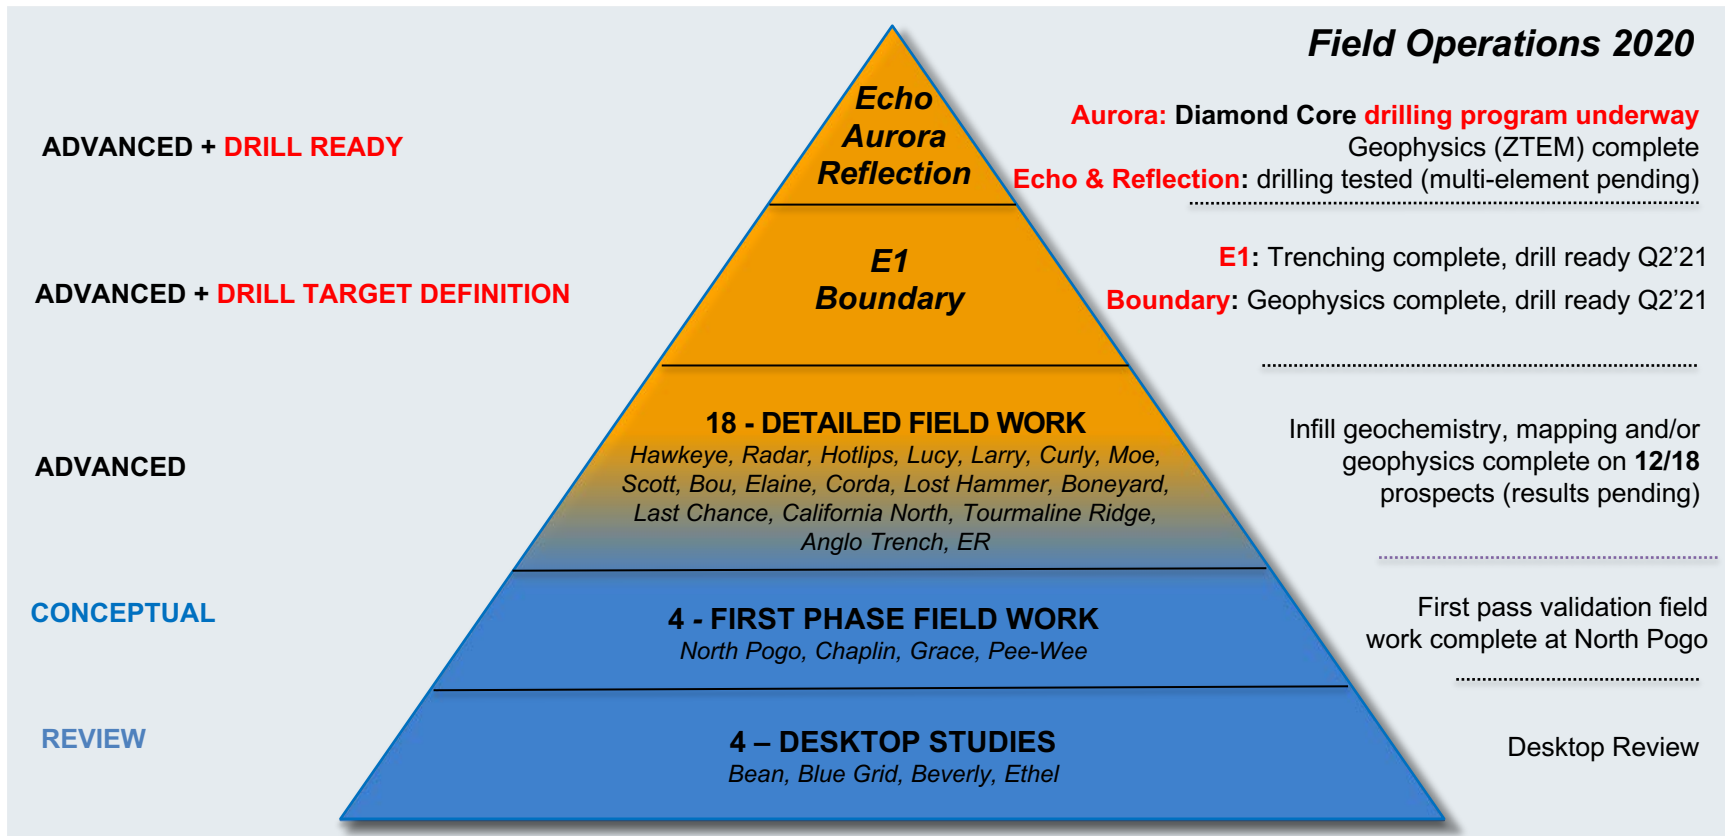 Field Operations 2020
ADVANCED + DRILL READY
Echo
Aurora
Reflection
Aurora: Diamond Core drilling program underway
Geophysics (ZTEM) complete
Echo & Reflection: drilling tested (multi-element pending)
ADVANCED + DRILL TARGET DEFINITION
E1
Boundary
E1: Trenching complete, drill ready Q2’21
Boundary: Geophysics complete, drill ready Q2’21
ADVANCED
18 - DETAILED FIELD WORK
Hawkeye, Radar, Hotlips, Lucy, Larry, Curly, Moe,
Scott, Bou, Elaine, Corda, Lost Hammer, Boneyard,
Last Chance, California North, Tourmaline Ridge,
Anglo Trench, ER
Infill geochemistry, mapping and/or
geophysics complete on 12/18
prospects (results pending)
CONCEPTUAL
4 - FIRST PHASE FIELD WORK
North Pogo, Chaplin, Grace, Pee-Wee
First pass validation field
work complete at North Pogo
REVIEW
4 – DESKTOP STUDIES
Bean, Blue Grid, Beverly, Ethel
Desktop Review